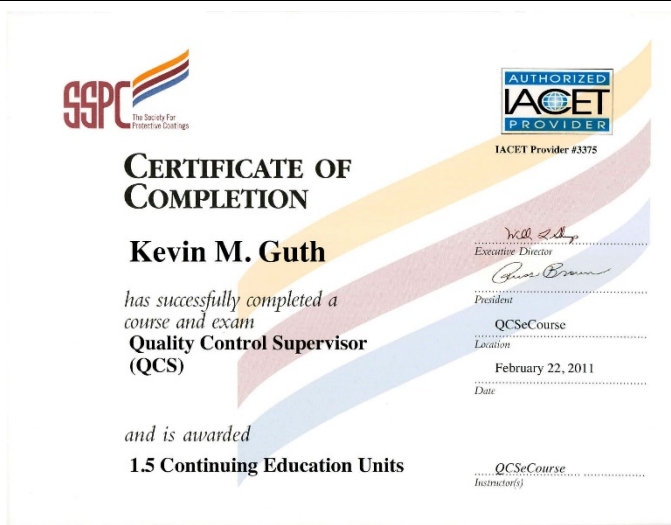 SSPC
The Society For
Protective Coatings
AUTHORIZED
IACET
PROVIDER
IACET Provider #3375
CERTIFICATE OF
COMPLETION
Kevin M. Guth
has successfully completed a
course and exam
Quality Control Supervisor
(QCS)
and is awarded
1.5 Continuing Education Units
Executive Director
President
QCSeCourse
Location
February 22, 2011
Date
QCSeCourse
Instructor(s)